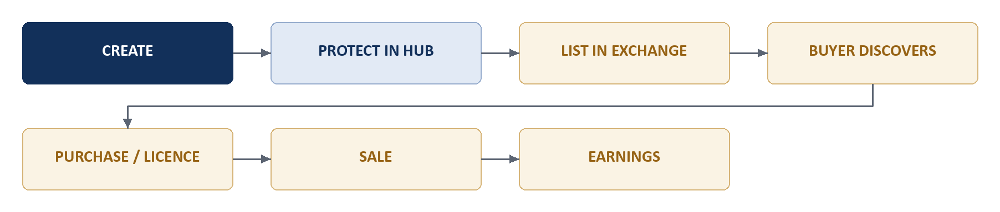 CREATE
PROTECT IN HUB
LIST IN EXCHANGE
BUYER DISCOVERS
PURCHASE / LICENCE
SALE
EARNINGS